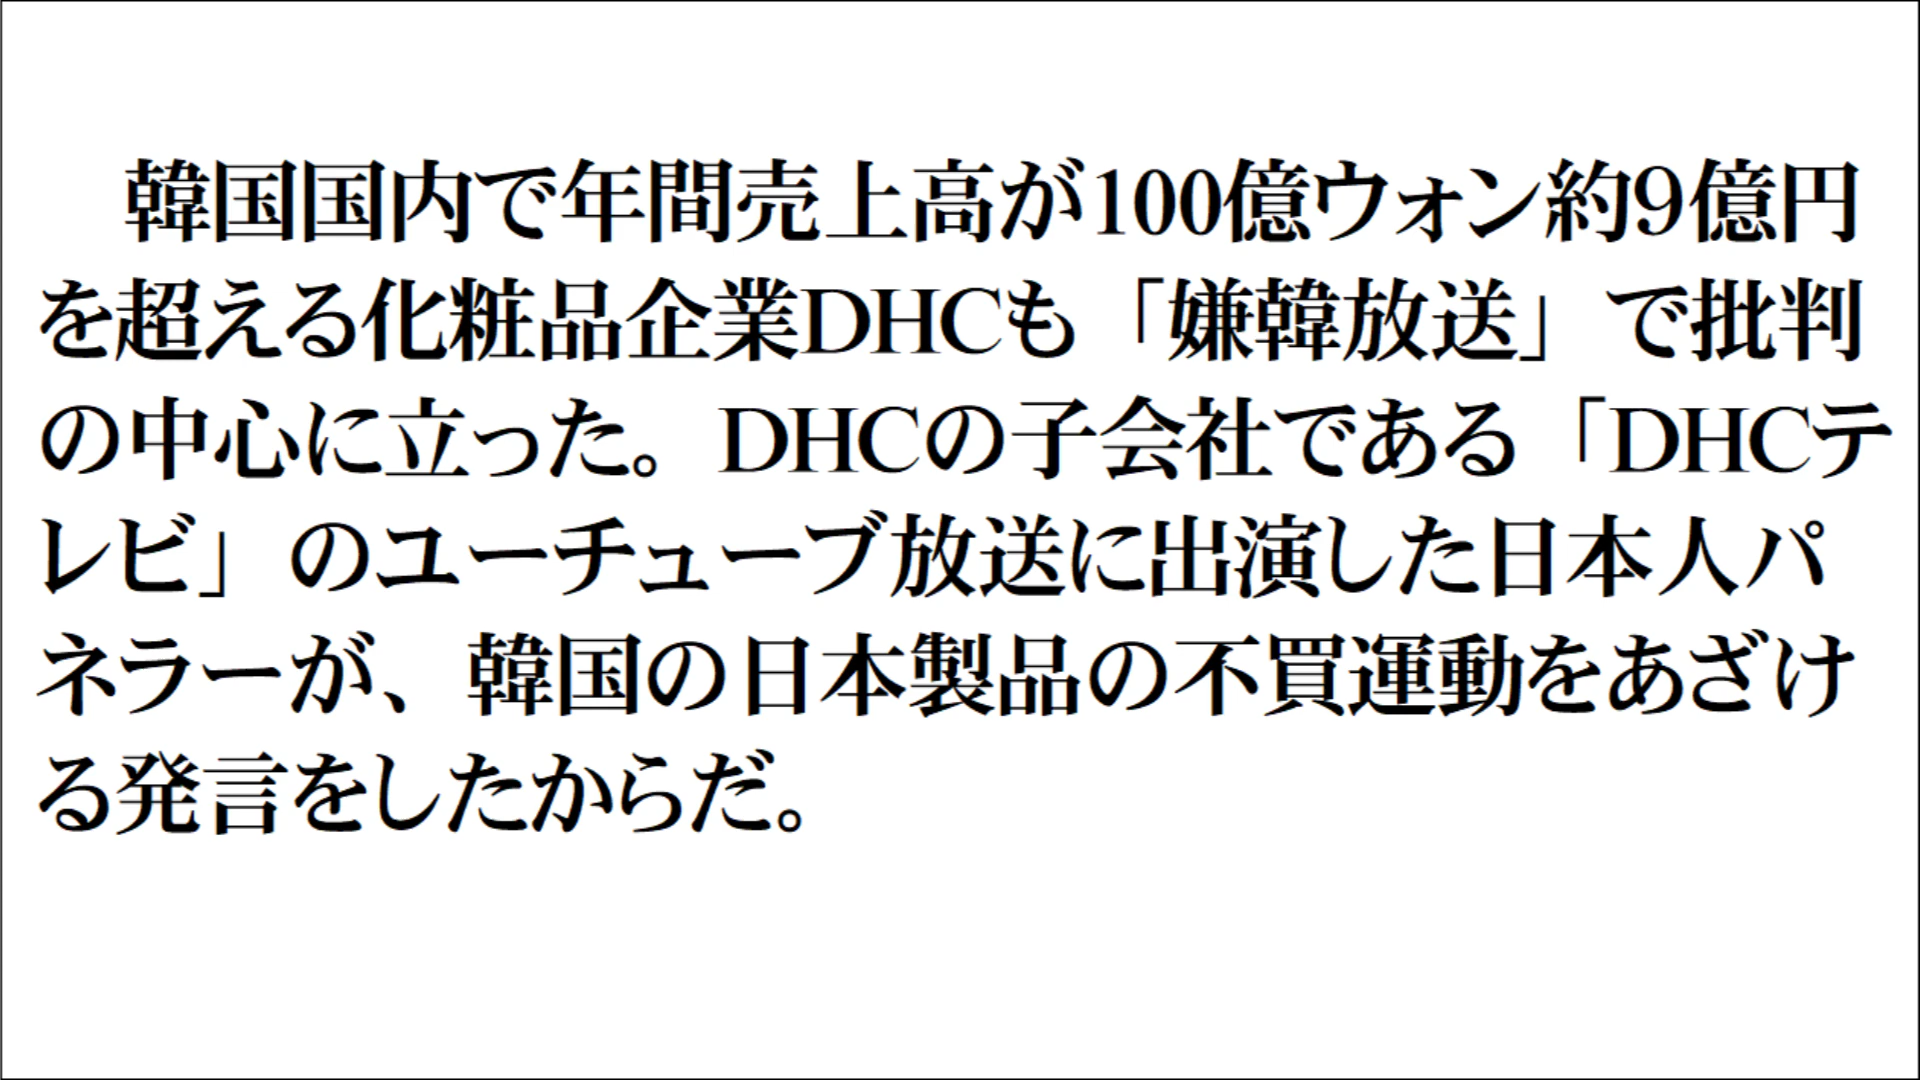 韓国国内で年間売上高が100億ウォン約9億円
を超える化粧品企業DHCも「嫌韓放送」で批判
の中心に立った。DHCの子会社である「DHCテ
レビ」のユーチューブ放送に出演した日本人パ
ネラーが、韓国の日本製品の不買運動をあざけ
る発言をしたからだ。